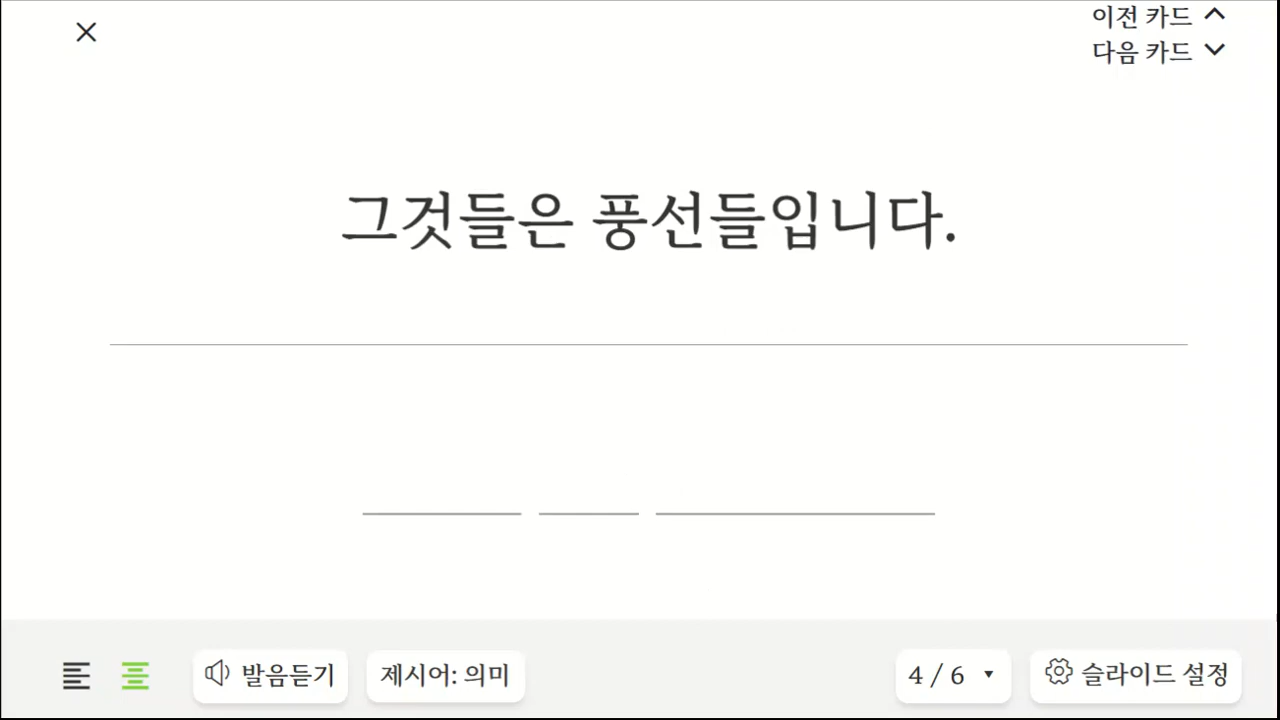 이전 카드
다음 카드
그것들은 풍선들입니다.
발음듣기
제시어: 의미
4 / 6
슬라이드 설정